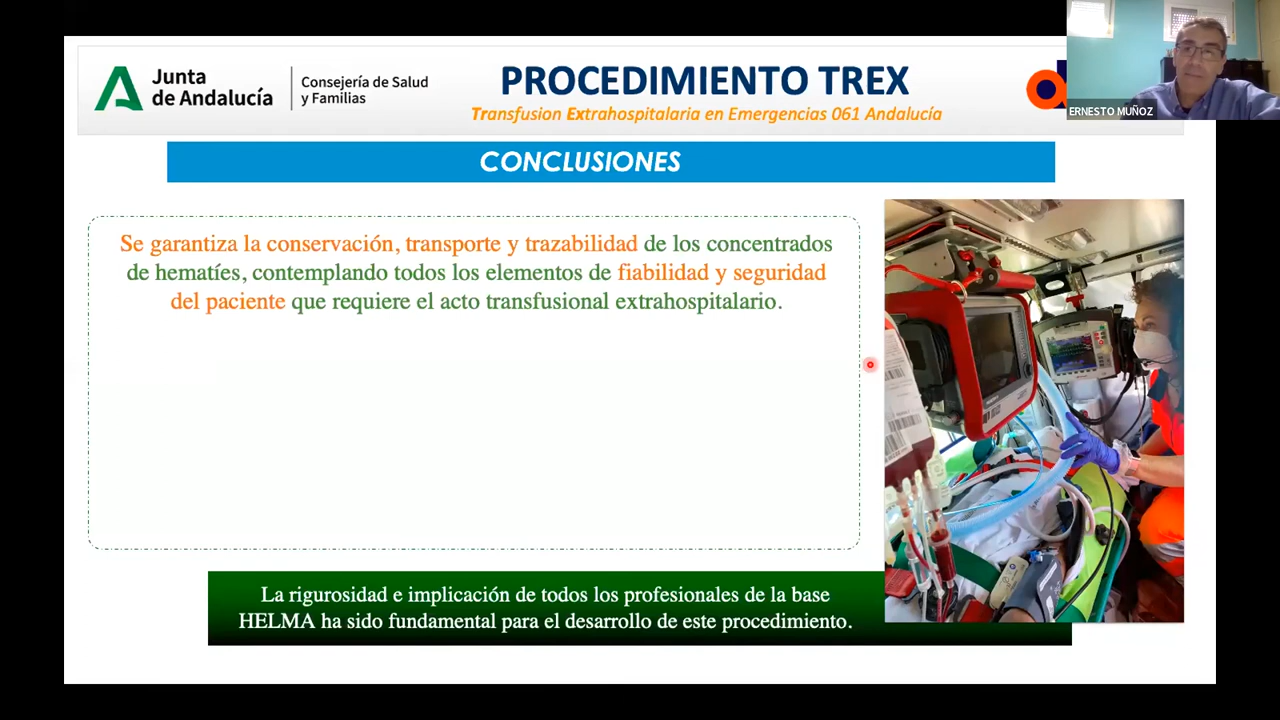 Junta
de Andalucía
Consejería de Salud
y Familias
PROCEDIMIENTO TREX
Transfusion Extrahospitalaria en Emergencias 061 Andalucía
ERNESTO MUÑOZ
CONCLUSIONES
Se garantiza la conservación, transporte y trazabilidad de los concentrados
de hematíes, contemplando todos los elementos de fiabilidad y seguridad
del paciente que requiere el acto transfusional extrahospitalario.
La rigurosidad e implicación de todos los profesionales de la base
HELMA ha sido fundamental para el desarrollo de este procedimiento.